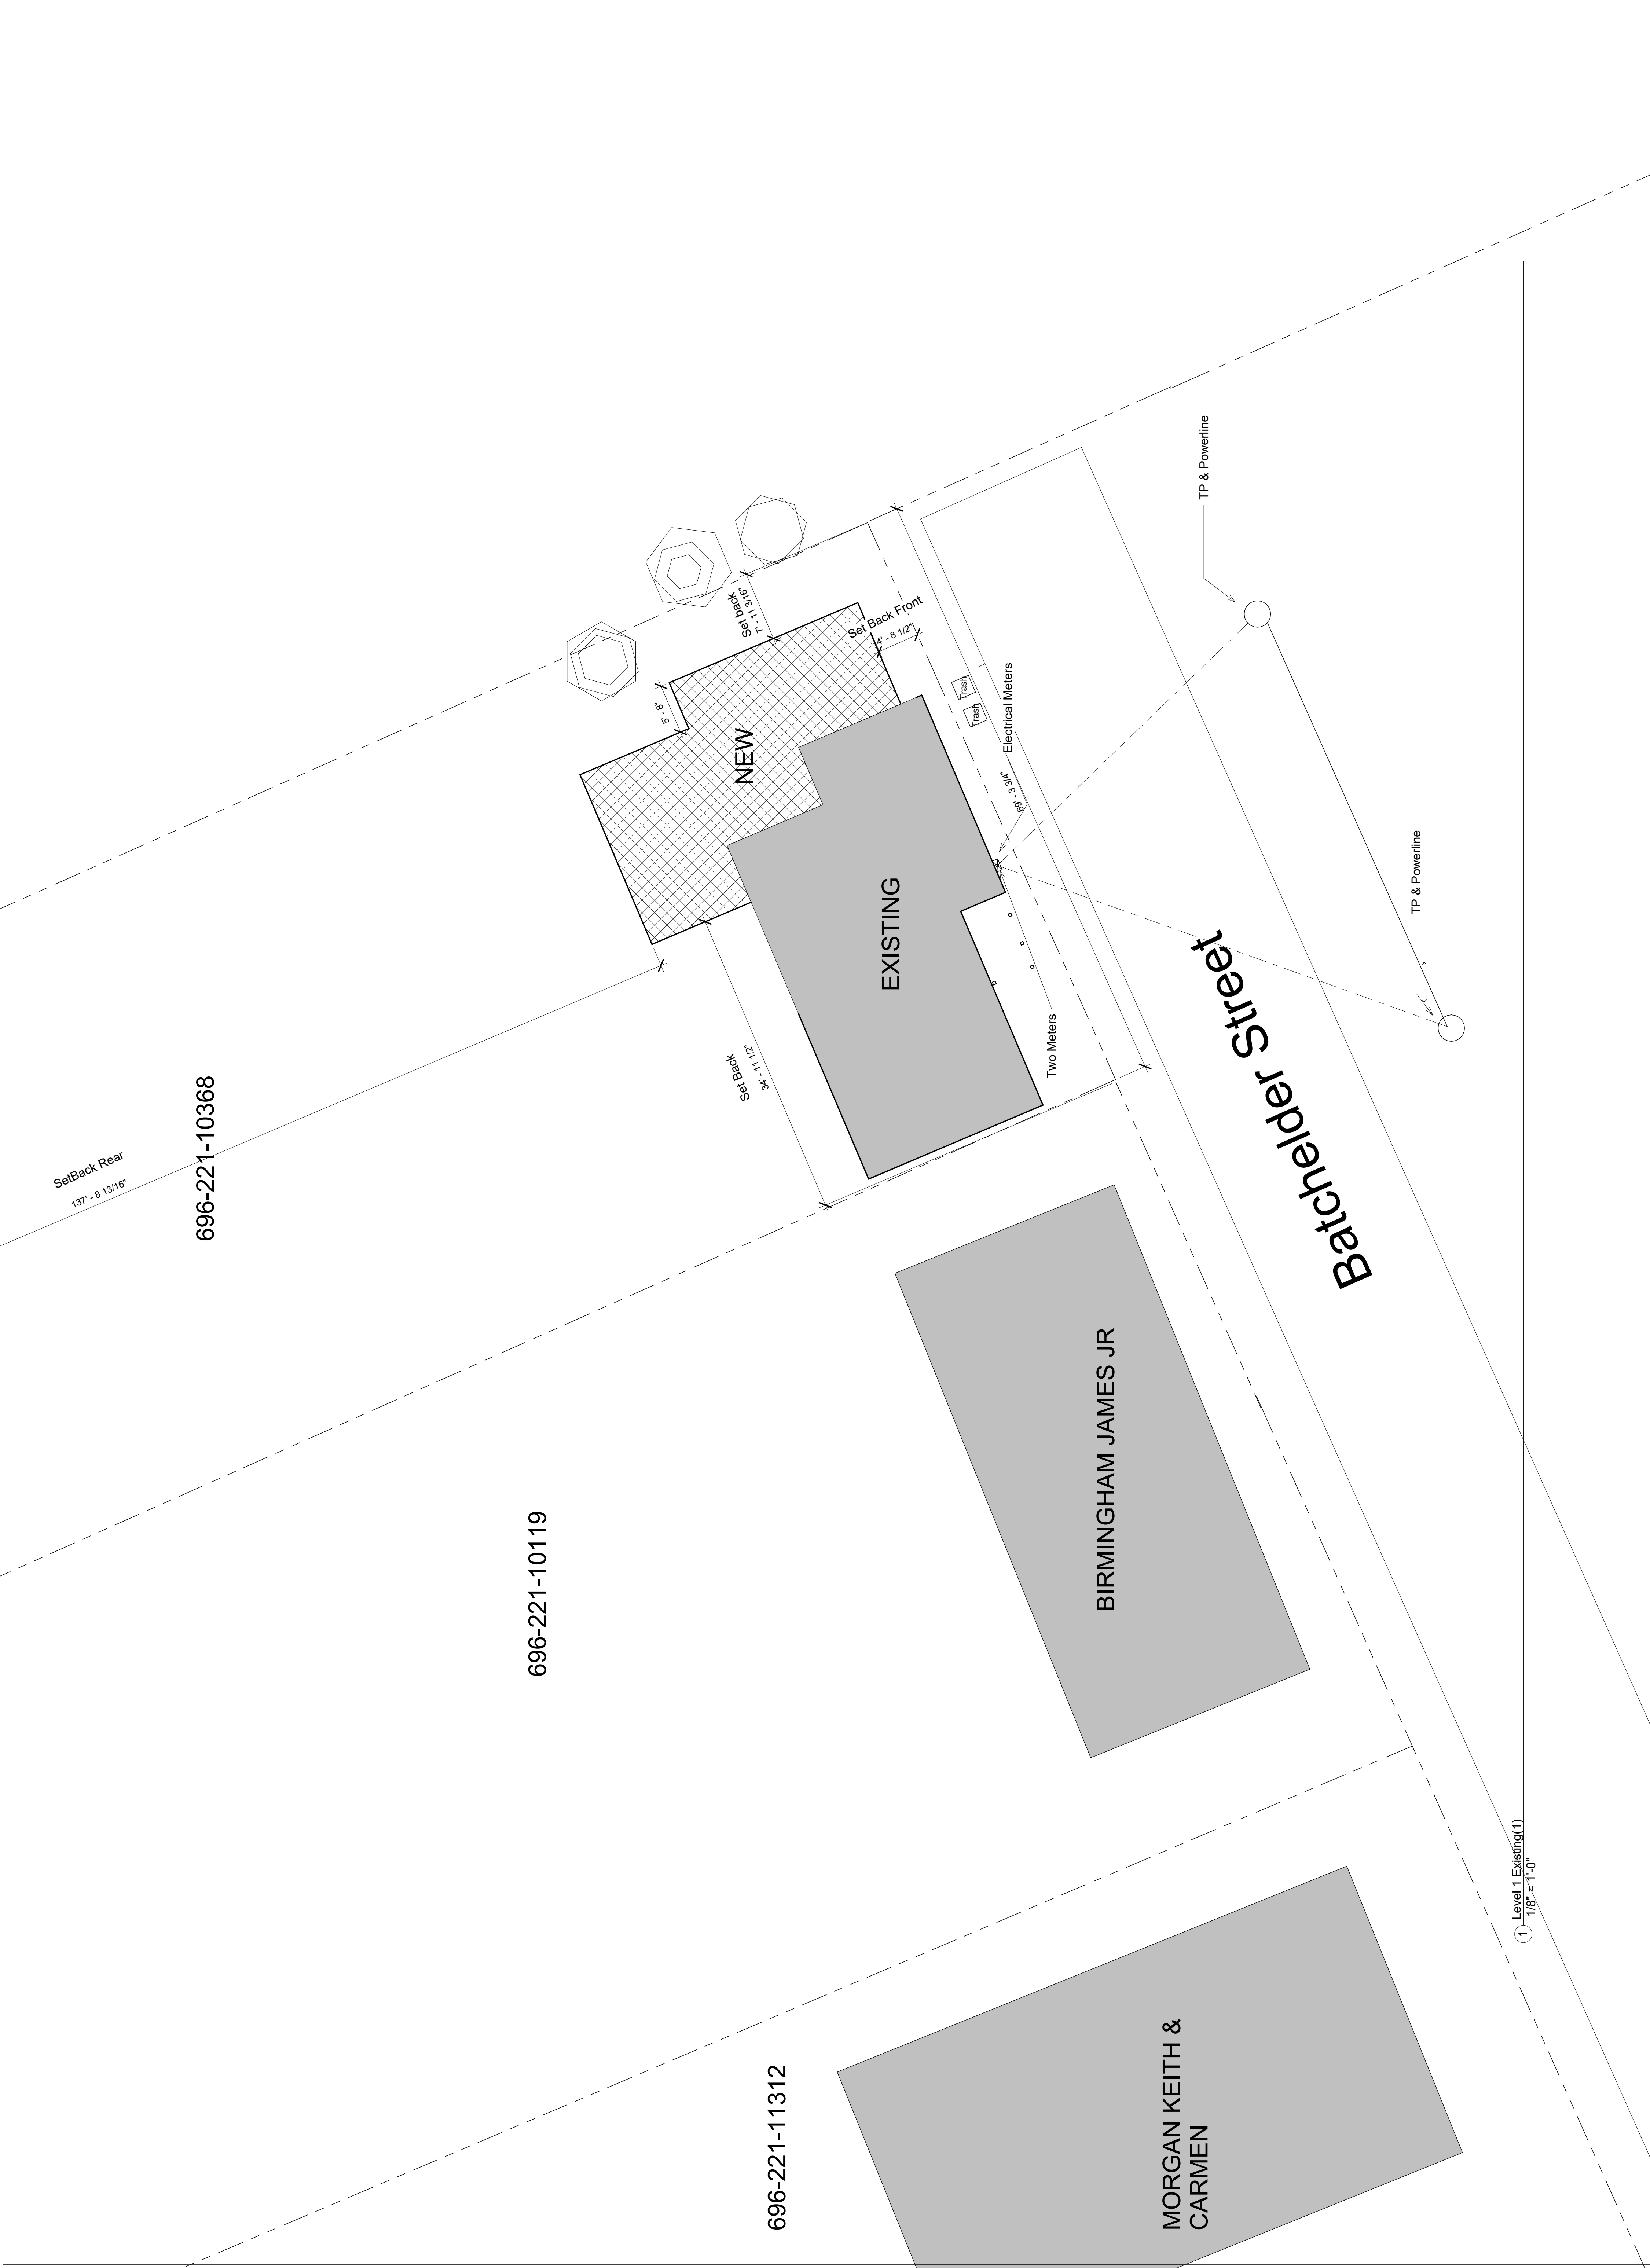 TP & Powerline
Set back
7' - 11 3/16"
Set Back Front
4' - 8 1/2"
5' - 8"
Trash
Trash
NEW
Electrical Meters
69' - 3 3/4"
TP & Powerline
EXISTING
Batchelder Street
Two Meters
Set Back
34' - 11 1/2"
696-221-10368
SetBack Rear
137' - 8 13/16"
BIRMINGHAM JAMES JR
696-221-10119
1
Level 1 Existing(1)
1/8" = 1'-0"
MORGAN KEITH &
CARMEN
696-221-11312